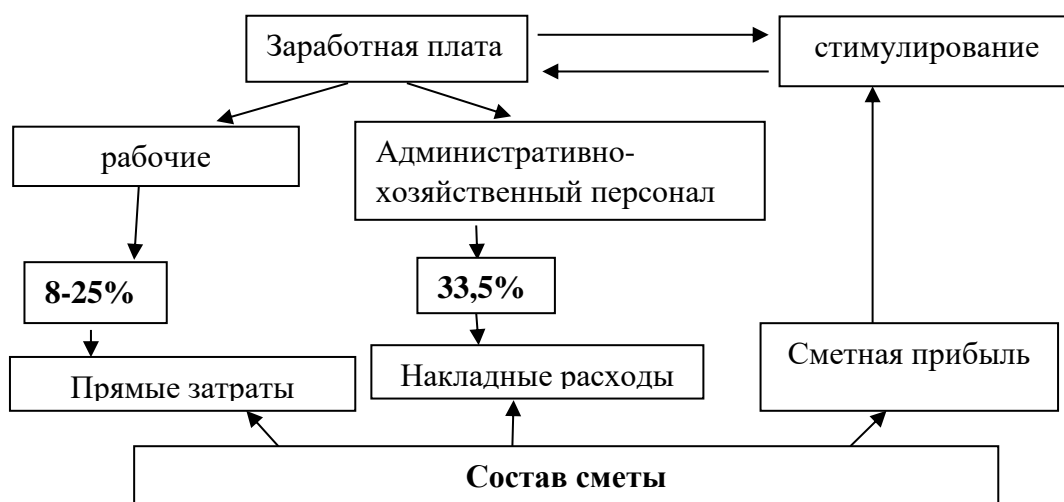 Заработная плата
стимулирование
рабочие
Административно-
хозяйственный персонал
8-25%
33,5%
Прямые затраты
Накладные расходы
Сметная прибыль
Состав сметы